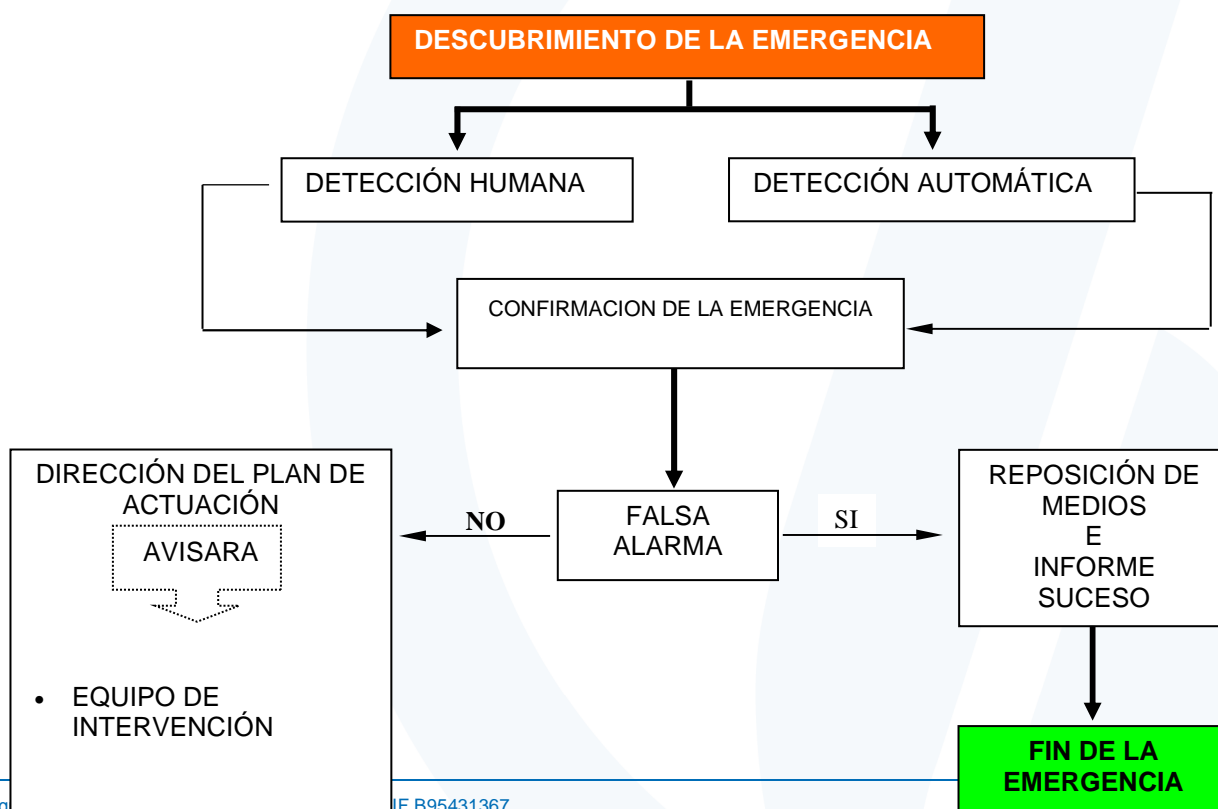 DESCUBRIMIENTO DE LA EMERGENCIA
DETECCIÓN HUMANA
DETECCIÓN AUTOMÁTICA
CONFIRMACION DE LA EMERGENCIA
DIRECCIÓN DEL PLAN DE
ACTUACIÓN
AVISARA
• EQUIPO DE
INTERVENCIÓN
NO
FALSA
ALARMA
SI
REPOSICIÓN DE
MEDIOS
E
INFORME
SUCESO
FIN DE LA
EMERGENCIA
B95431367